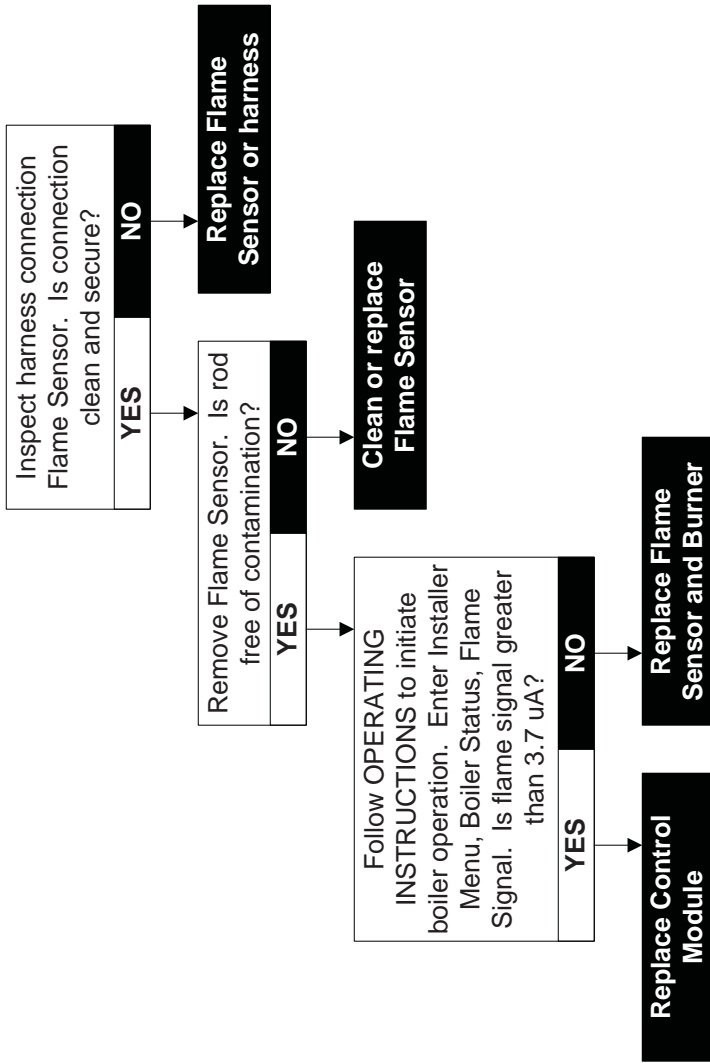 Inspect harness connection
Flame Sensor.  Is connection
clean and secure?
YES
NO
Replace Flame
Sensor or harness
Remove Flame Sensor.  Is rod
free of contamination?
YES
NO
Clean or replace
Flame Sensor
Follow OPERATING
INSTRUCTIONS to initiate
boiler operation.  Enter Installer
Menu, Boiler Status, Flame
Signal.  Is flame signal greater
than 3.7 uA?
YES
NO
Replace Control
Module
Replace Flame
Sensor and Burner